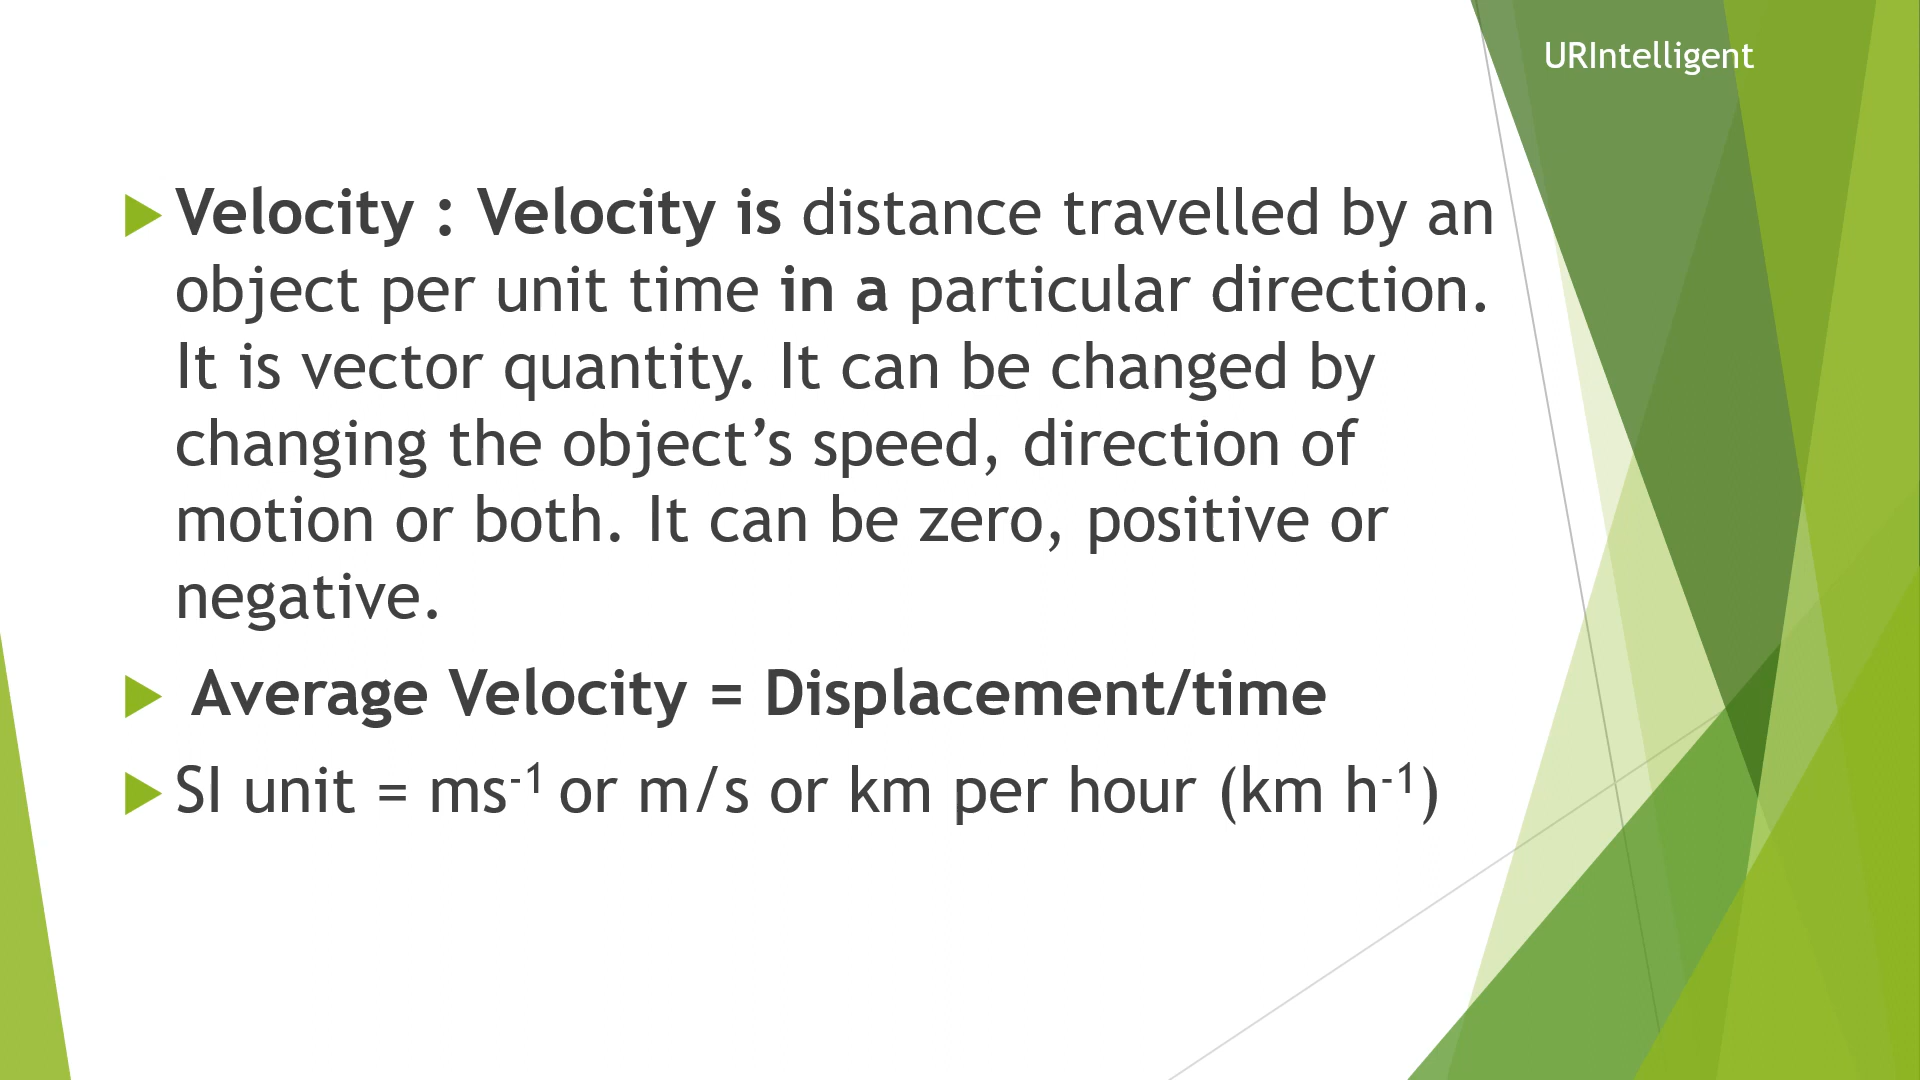 URIntelligent
Velocity : Velocity is distance travelled by an
object per unit time in a particular direction.
It is vector quantity. It can be changed by
changing the object’s speed, direction of
motion or both. It can be zero, positive or
negative.
Average Velocity = Displacement/time
SI unit = ms⁻¹ or m/s or km per hour (km h⁻¹)